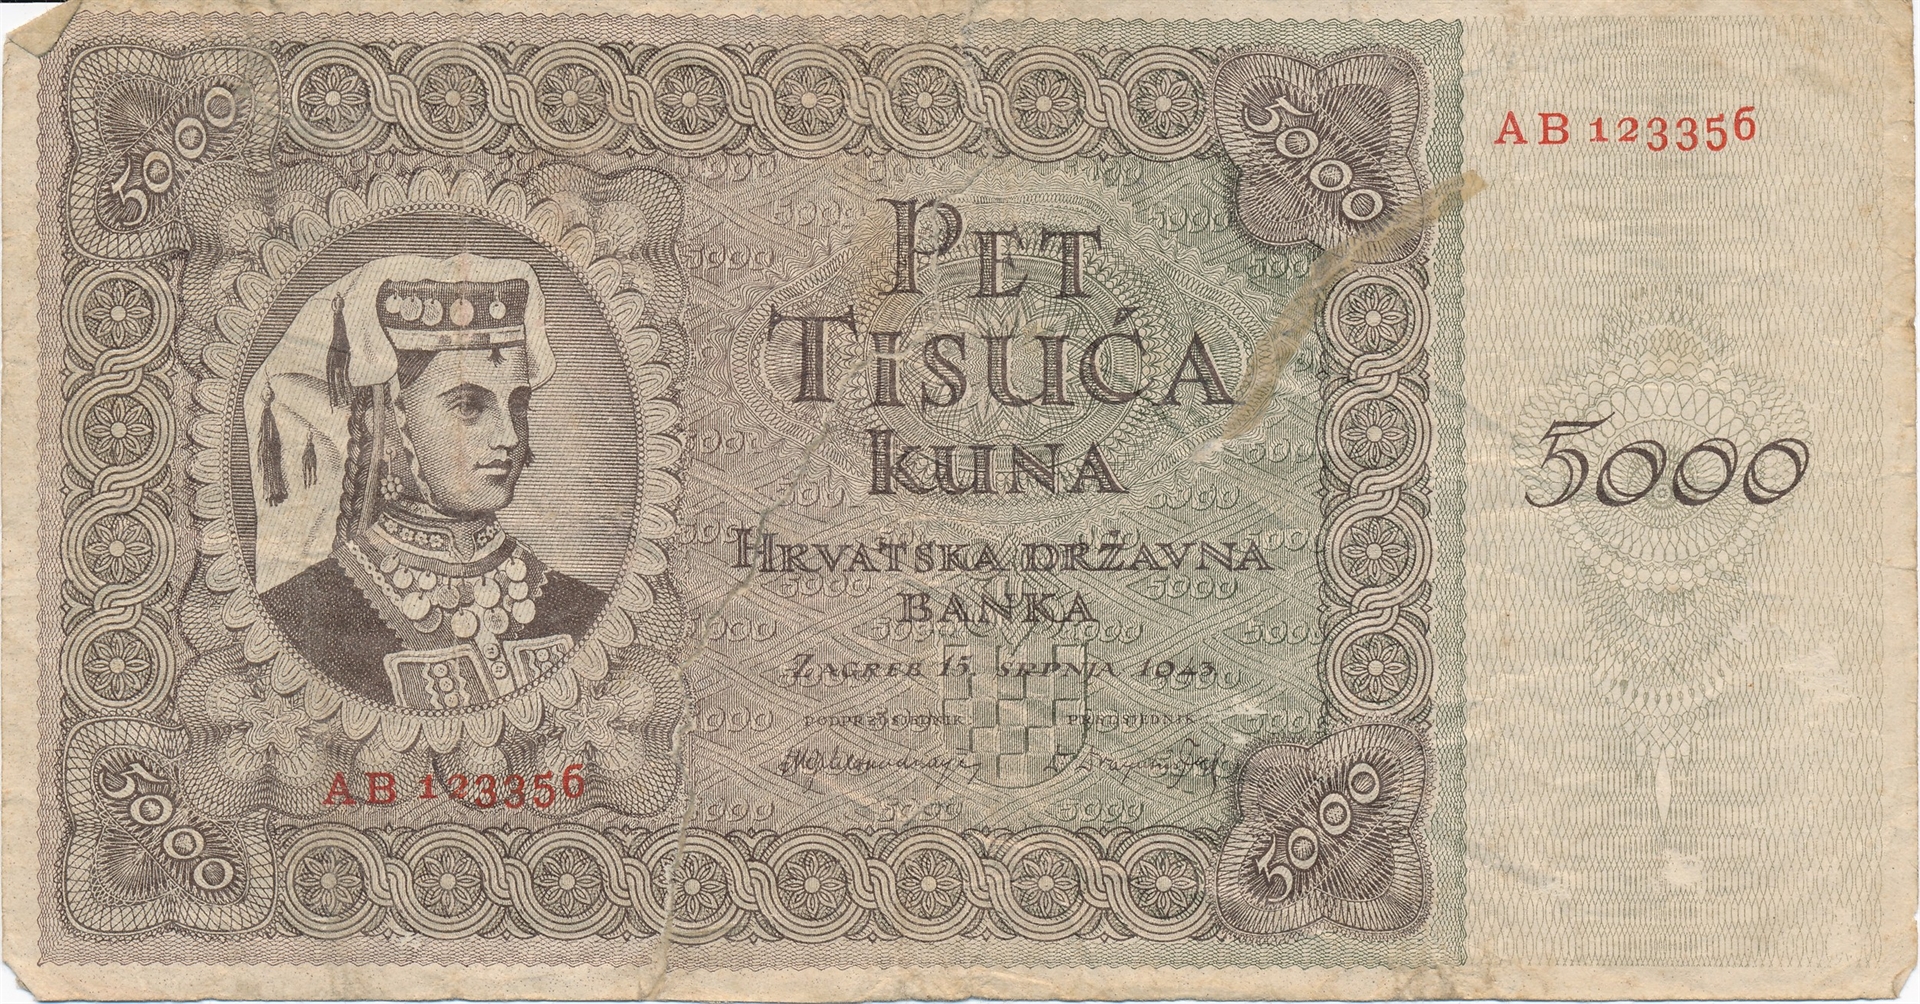 5000
5000
AB 123356
PET
TISUĆA
KUNA
5000
HRVATSKA DRŽAVNA
BANKA
ZAGREB 15. SRPNJA 1943
PODPREDSJEDNIK PREDSJEDNIK
AB 123356
5000
5000